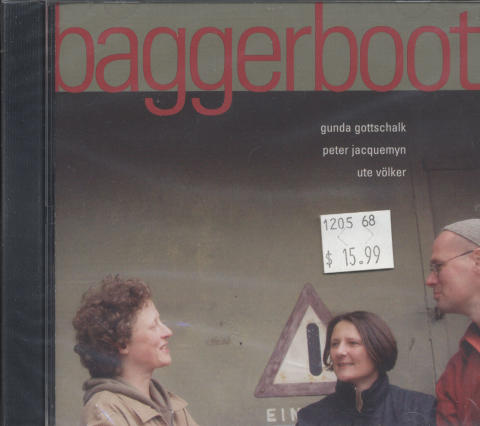 baggerboot
gunda gottschalk
peter jacquemyn
ute völker
1205 68
$ 15.99
EIN